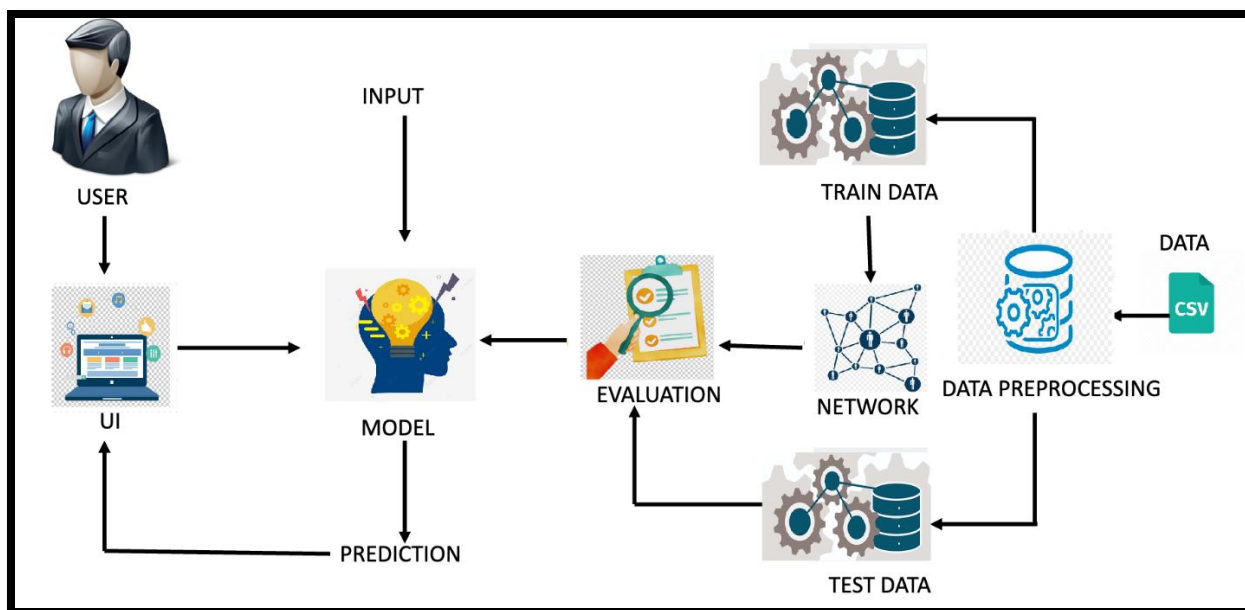 USER
INPUT
TRAIN DATA
DATA
CSV
UI
MODEL
EVALUATION
NETWORK
DATA PREPROCESSING
PREDICTION
TEST DATA